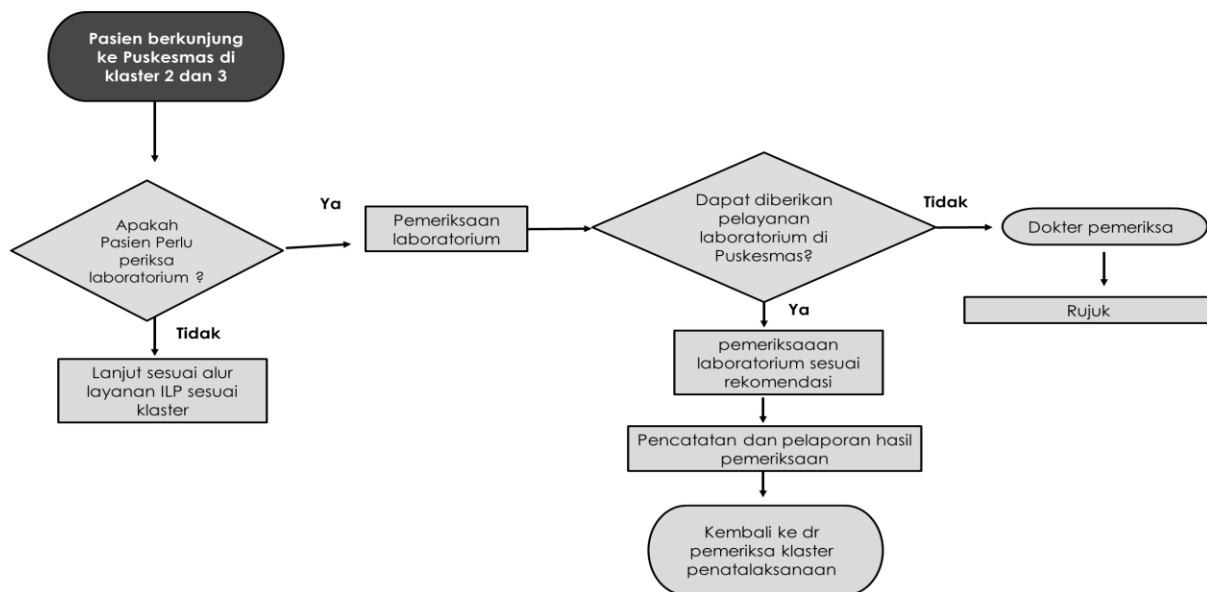 Pasien berkunjung
ke Puskesmas di
klaster 2 dan 3
Apakah
Pasien Perlu
periksa
laboratorium ?
Ya
Tidak
Lanjut sesuai alur
layanan ILP sesuai
klaster
Pemeriksaan
laboratorium
Dapat diberikan
pelayanan
laboratorium di
Puskesmas?
Tidak
Dokter pemeriksa
Rujuk
Ya
pemeriksaaan
laboratorium sesuai
rekomendasi
Pencatatan dan pelaporan hasil
pemeriksaan
Kembali ke dr
pemeriksa klaster
penatalaksanaan